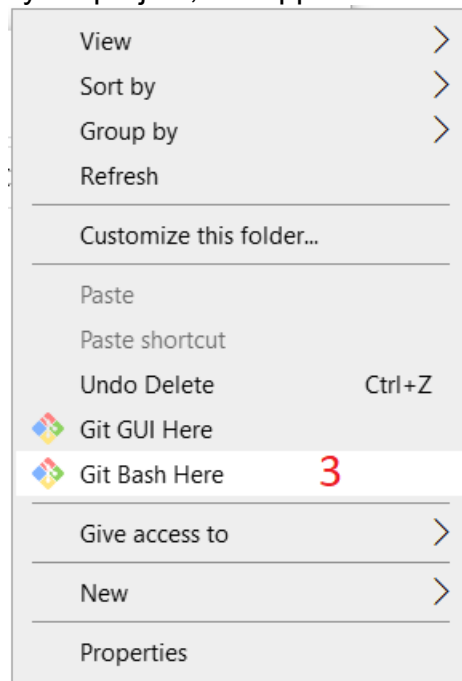 View
Sort by
Group by
Refresh
Customize this folder...
Paste
Paste shortcut
Undo Delete Ctrl+Z
Git GUI Here
Git Bash Here 3
Give access to
New
Properties